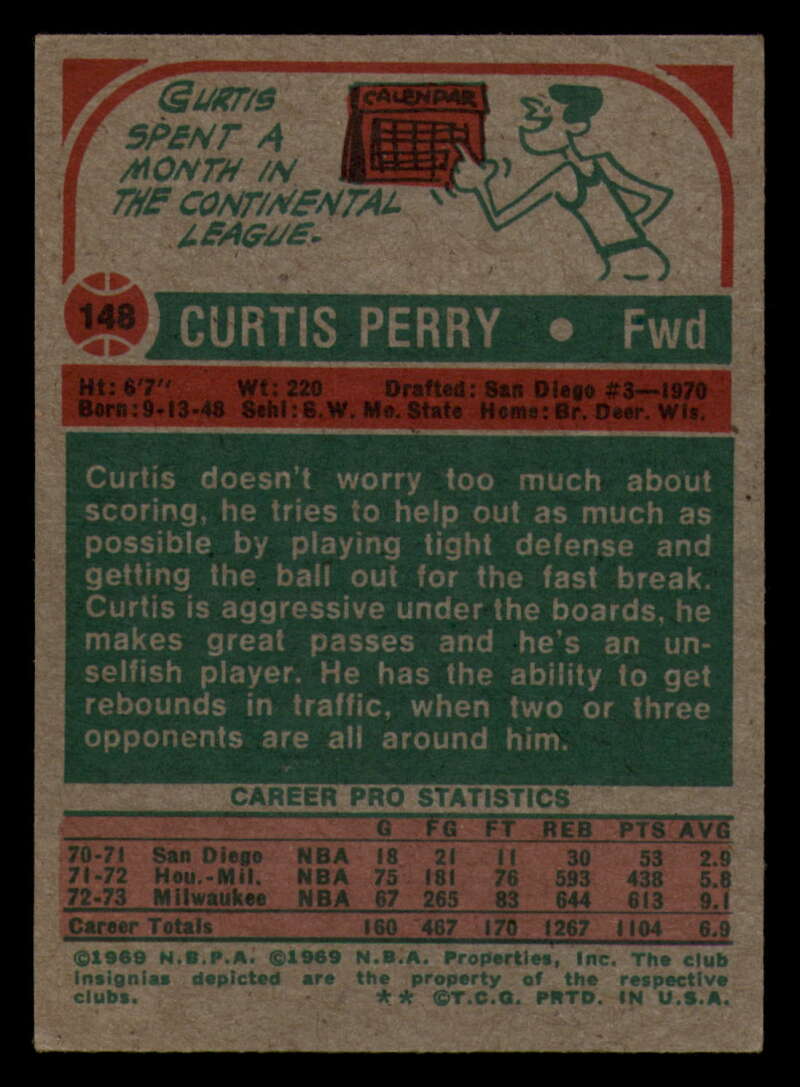 CURTIS
SPENT A
MONTH IN
THE CONTINENTAL
LEAGUE.
CALENDAR
148
CURTIS PERRY • Fwd
Ht: 6'7" Wt: 220 Drafted: San Diego #3—1970
Born: 9-13-48 Schl: S.W. Mo. State Home: Br. Deer, Wis.
Curtis doesn't worry too much about
scoring, he tries to help out as much as
possible by playing tight defense and
getting the ball out for the fast break.
Curtis is aggressive under the boards, he
makes great passes and he's an un-
selfish player. He has the ability to get
rebounds in traffic, when two or three
opponents are all around him.
CAREER PRO STATISTICS
G FG FT REB PTS AVG
70-71 San Diego NBA 18 21 11 30 53 2.9
71-72 Hou.-Mil. NBA 75 181 76 593 438 5.8
72-73 Milwaukee NBA 67 265 83 644 613 9.1
Career Totals 160 467 170 1267 1104 6.9
©1969 N.B.P.A. ©1969 N.B.A. Properties, Inc. The club
insignias depicted are the property of the respective
clubs. ** ©T.C.G. PRTD. IN U.S.A.